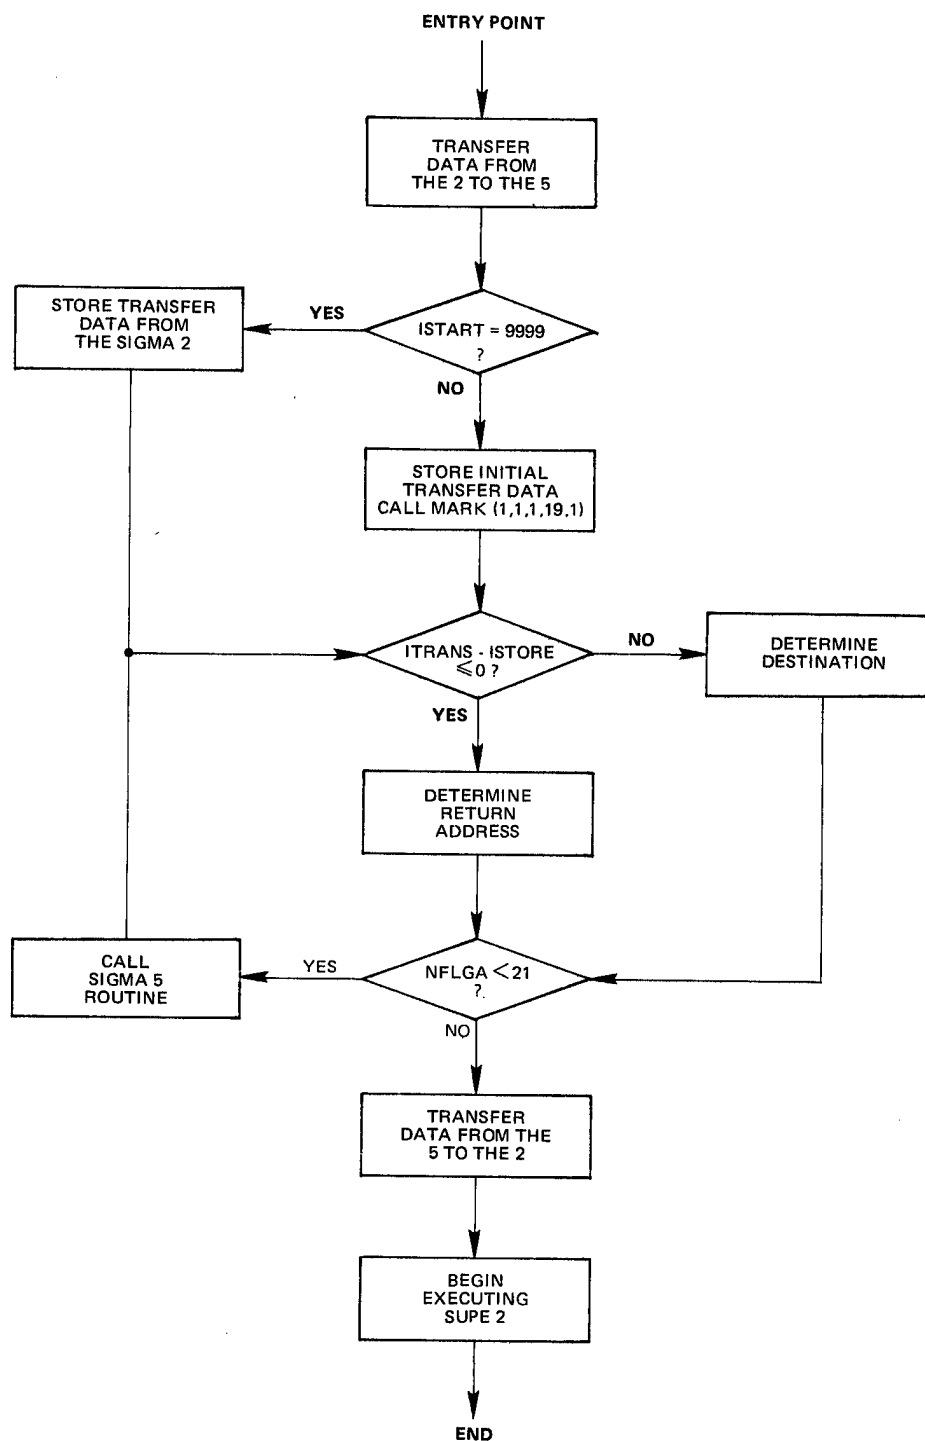 ENTRY POINT
TRANSFER
DATA FROM
THE 2 TO THE 5
STORE TRANSFER
DATA FROM
THE SIGMA 2
YES
ISTART = 9999
?
NO
STORE INITIAL
TRANSFER DATA
CALL MARK (1,1,1,19,1)
ITRANS - ISTORE
⩽0 ?
NO
DETERMINE
DESTINATION
YES
DETERMINE
RETURN
ADDRESS
CALL
SIGMA 5
ROUTINE
YES
NFLGA <21
?
NO
TRANSFER
DATA FROM THE
5 TO THE 2
BEGIN
EXECUTING
SUPE 2
END